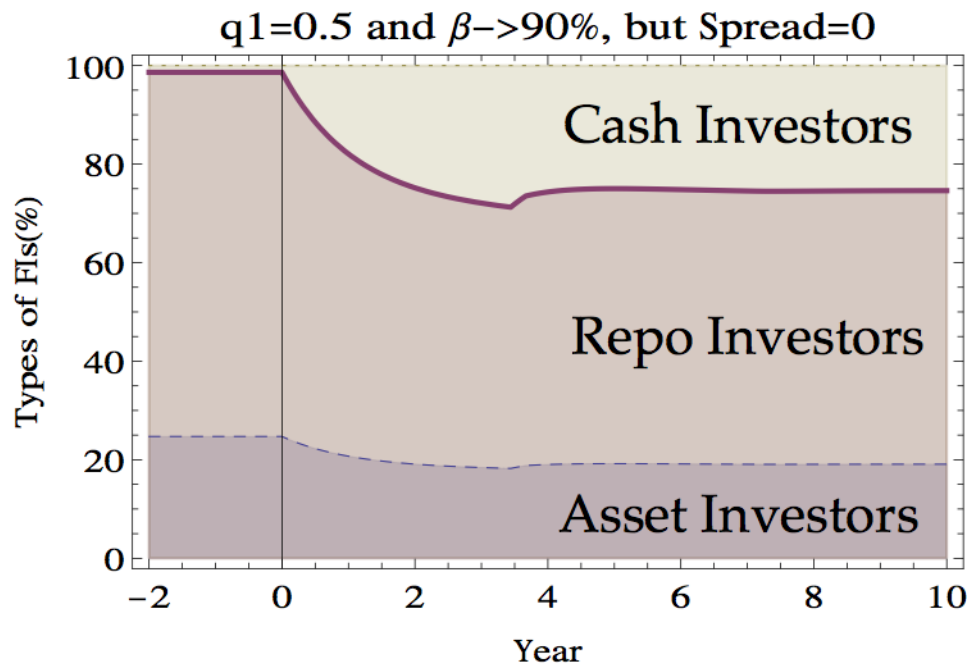 q1=0.5 and β->90%, but Spread=0
100
80
60
40
20
0
Types of FIs(%)
Cash Investors
Repo Investors
Asset Investors
−2 0 2 4 6 8 10
Year